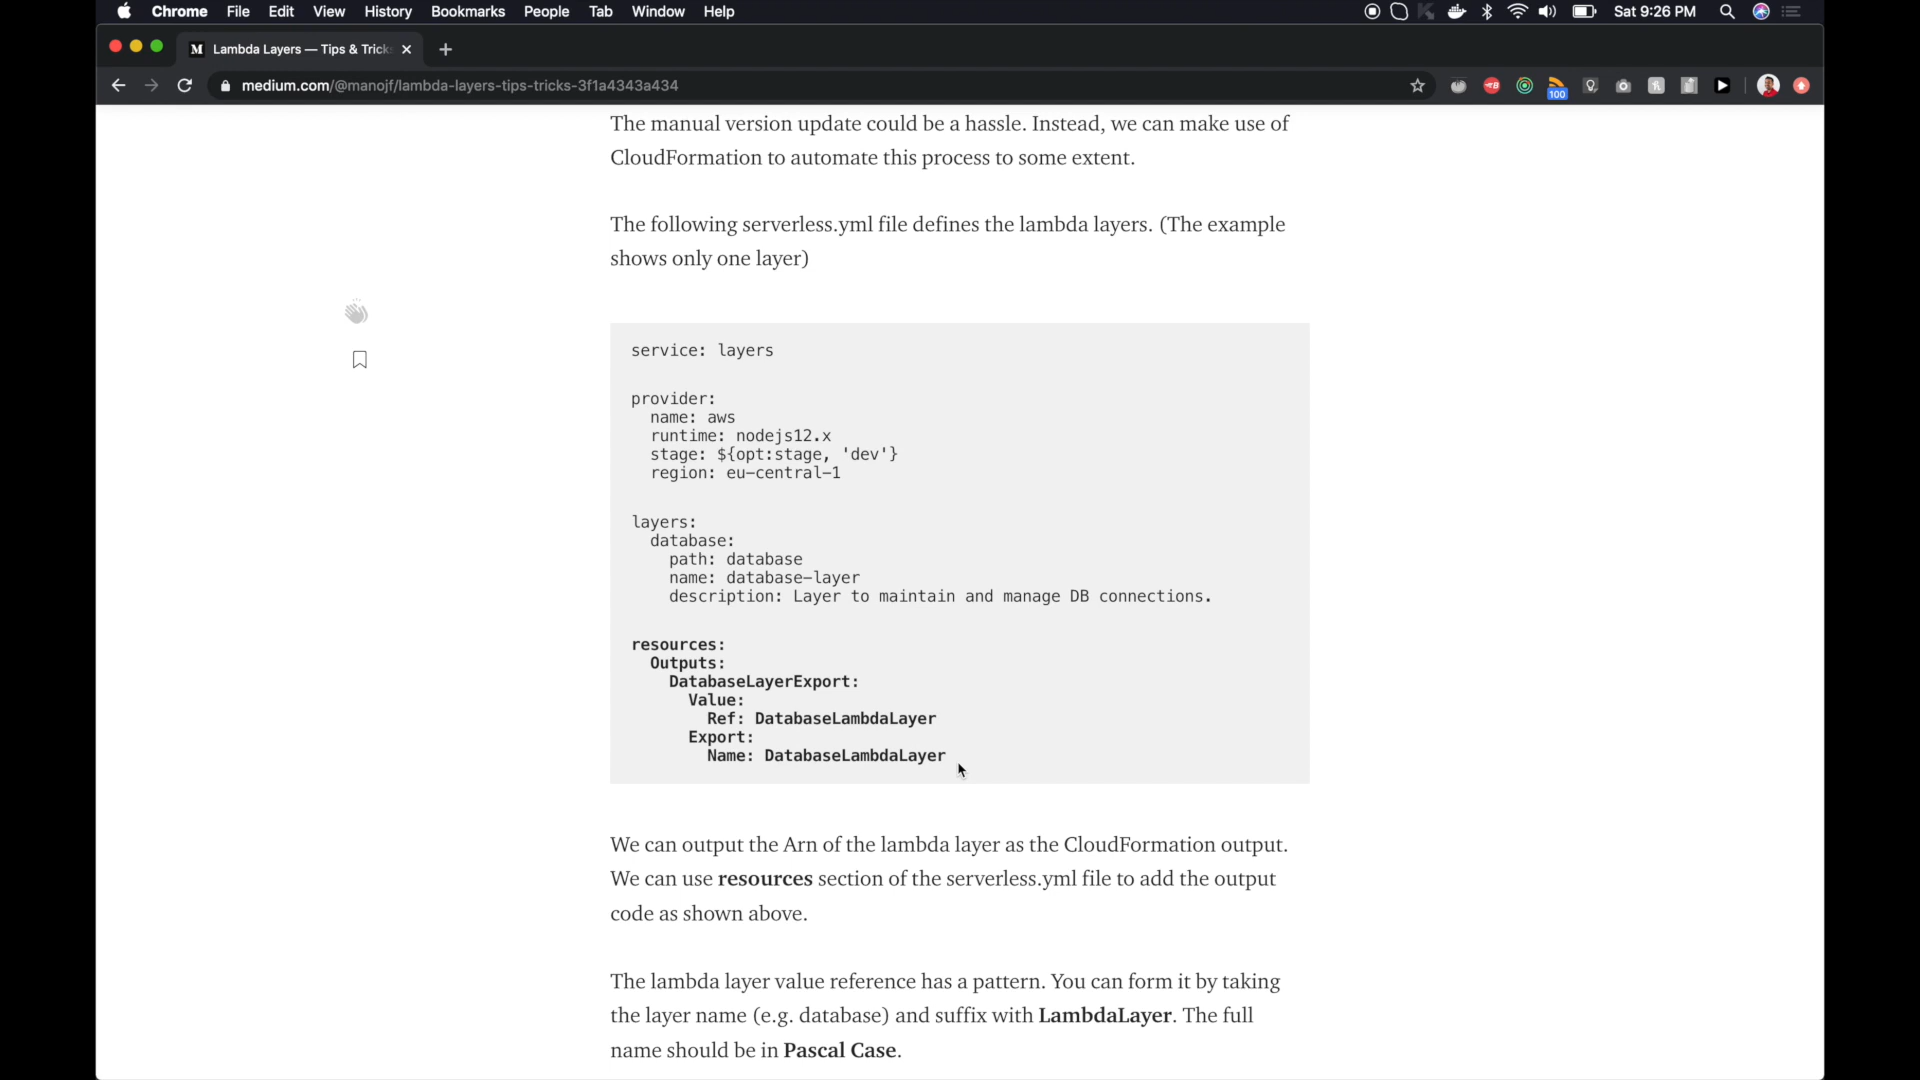 Chrome File Edit View History Bookmarks People Tab Window Help Sat 9:26 PM
M Lambda Layers — Tips & Trick
medium.com/@manojf/lambda-layers-tips-tricks-3f1a4343a434
100
The manual version update could be a hassle. Instead, we can make use of
CloudFormation to automate this process to some extent.
The following serverless.yml file defines the lambda layers. (The example
shows only one layer)
service: layers
provider:
  name: aws
  runtime: nodejs12.x
  stage: ${opt:stage, 'dev'}
  region: eu-central-1
layers:
  database:
    path: database
    name: database-layer
    description: Layer to maintain and manage DB connections.
resources:
  Outputs:
    DatabaseLayerExport:
      Value:
        Ref: DatabaseLambdaLayer
      Export:
        Name: DatabaseLambdaLayer
We can output the Arn of the lambda layer as the CloudFormation output.
We can use resources section of the serverless.yml file to add the output
code as shown above.
The lambda layer value reference has a pattern. You can form it by taking
the layer name (e.g. database) and suffix with LambdaLayer. The full
name should be in Pascal Case.